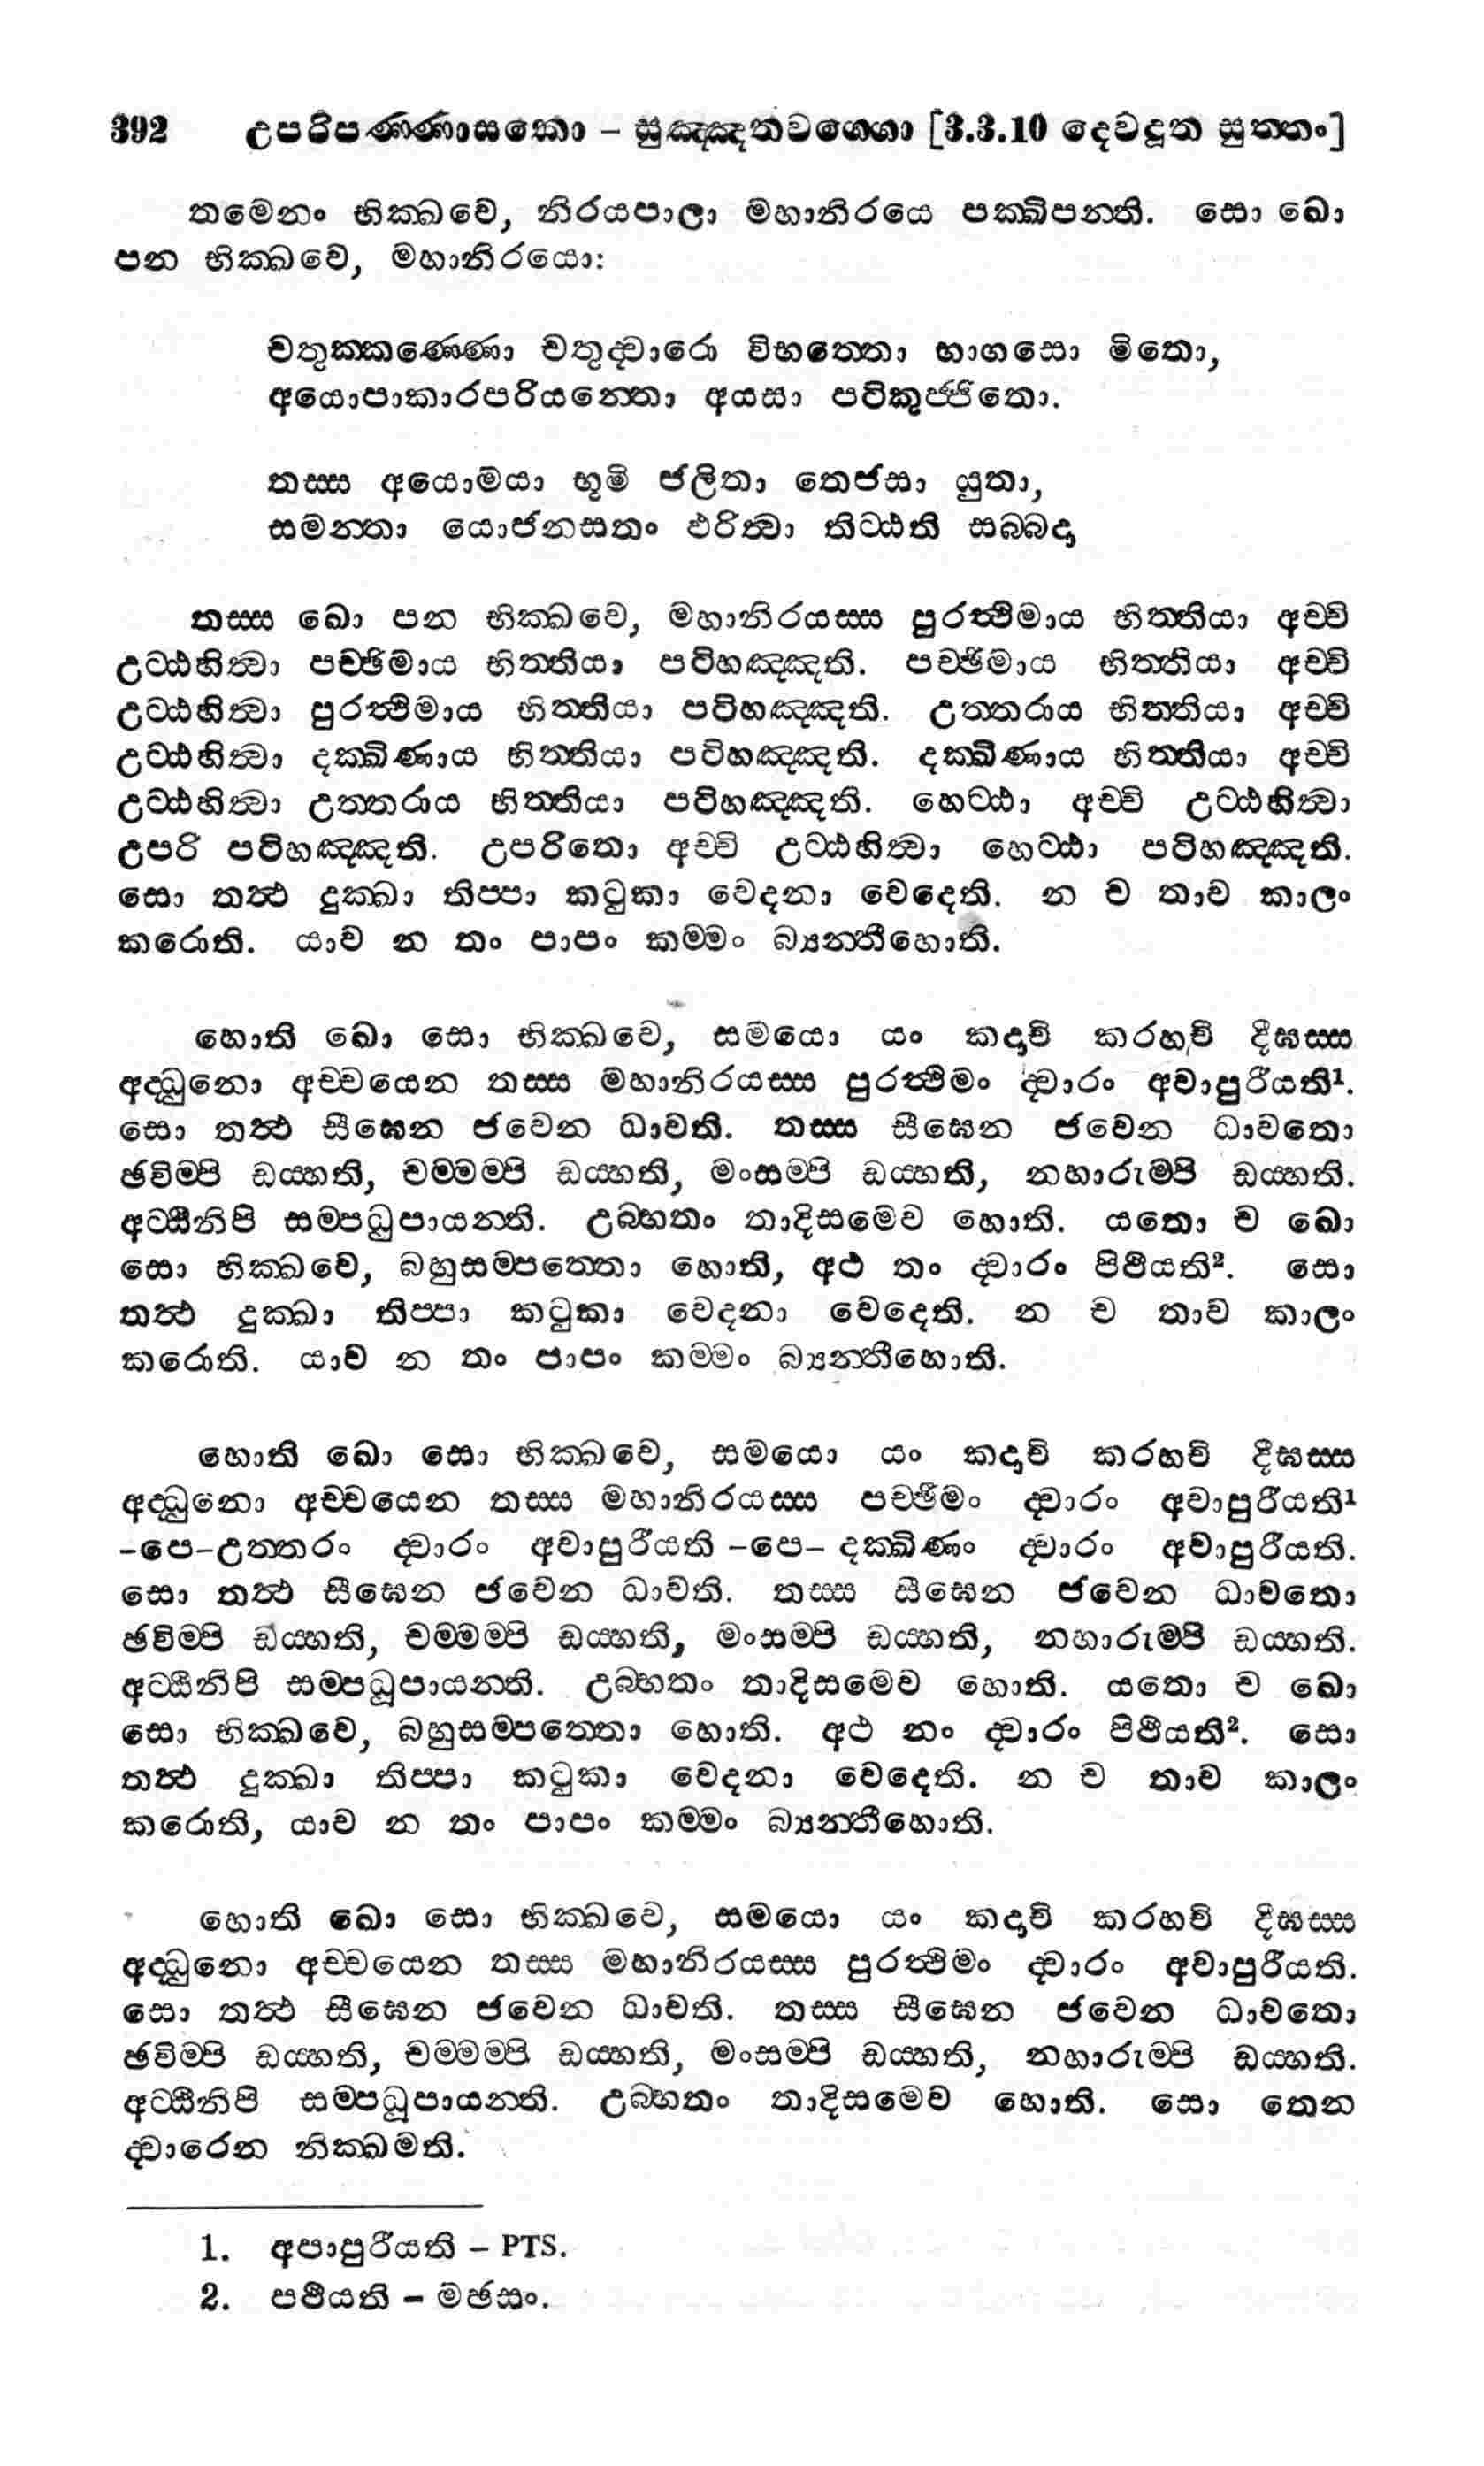 392 උපරිපණ්ණාසකො – සුඤ්ඤතවග්ගො [3.3.10 දෙවදූත සුත්තං]
තමෙනං භික්ඛවෙ, නිරයපාලා මහානිරයෙ පක්ඛිපන්ති. සො ඛො
පන භික්ඛවෙ, මහානිරයො:
චතුක්කණ්ණො චතුද්වාරො විභත්තො භාගසො මිතො,
අයොපාකාරපරියන්තො අයසා පටිකුජ්ජිතො.
තස්ස අයොමයා භූමි ජලිතා තෙජසා යුතා,
සමන්තා යොජනසතං ඵරිත්වා තිට්ඨති සබ්බදා
තස්ස ඛො පන භික්ඛවෙ, මහානිරයස්ස පුරත්ථිමාය භිත්තියා අච්චි
උට්ඨහිත්වා පච්ඡිමාය භිත්තියා පටිහඤ්ඤති. පච්ඡිමාය භිත්තියා අච්චි
උට්ඨහිත්වා පුරත්ථිමාය භිත්තියා පටිහඤ්ඤති. උත්තරාය භිත්තියා අච්චි
උට්ඨහිත්වා දක්ඛිණාය භිත්තියා පටිහඤ්ඤති. දක්ඛිණාය භිත්තියා අච්චි
උට්ඨහිත්වා උත්තරාය භිත්තියා පටිහඤ්ඤති. හෙට්ඨා අච්චි උට්ඨහිත්වා
උපරි පටිහඤ්ඤති. උපරිතො අච්චි උට්ඨහිත්වා හෙට්ඨා පටිහඤ්ඤති.
සො තත්ථ දුක්ඛා තිප්පා කටුකා වෙදනා වෙදෙති. න ච තාව කාලං
කරොති. යාව න තං පාපං කම්මං බ්‍යන්තීහොති.
හොති ඛො සො භික්ඛවෙ, සමයො යං කදාචි කරහචි දීඝස්ස
අද්ධුනො අච්චයෙන තස්ස මහානිරයස්ස පුරත්ථිමං ද්වාරං අවාපුරීයති¹.
සො තත්ථ සීඝෙන ජවෙන ධාවති. තස්ස සීඝෙන ජවෙන ධාවතො
ඡවිම්පි ඩය්හති, චම්මම්පි ඩය්හති, මංසම්පි ඩය්හති, නහාරුම්පි ඩය්හති.
අට්ඨීනිපි සම්පධුපායන්ති. උබ්භතං තාදිසමෙව හොති. යතො ච ඛො
සො භික්ඛවෙ, බහුසම්පත්තො හොති, අථ තං ද්වාරං පිථීයති². සො
තත්ථ දුක්ඛා තිප්පා කටුකා වෙදනා වෙදෙති. න ච තාව කාලං
කරොති. යාව න තං පාපං කම්මං බ්‍යන්තීහොති.
හොති ඛො සො භික්ඛවෙ, සමයො යං කදාචි කරහචි දීඝස්ස
අද්ධුනො අච්චයෙන තස්ස මහානිරයස්ස පච්ඡිමං ද්වාරං අවාපුරීයති¹
–පෙ–උත්තරං ද්වාරං අවාපුරීයති –පෙ– දක්ඛිණං ද්වාරං අවාපුරීයති.
සො තත්ථ සීඝෙන ජවෙන ධාවති. තස්ස සීඝෙන ජවෙන ධාවතො
ඡවිම්පි ඩය්හති, චම්මම්පි ඩය්හති, මංසම්පි ඩය්හති, නහාරුම්පි ඩය්හති.
අට්ඨීනිපි සම්පධූපායන්ති. උබ්භතං තාදිසමෙව හොති. යතො ච ඛො
සො භික්ඛවෙ, බහුසම්පත්තො හොති. අථ නං ද්වාරං පිථීයති². සො
තත්ථ දුක්ඛා තිප්පා කටුකා වෙදනා වෙදෙති. න ච තාව කාලං
කරොති, යාච න තං පාපං කම්මං බ්‍යන්තීහොති.
හොති ඛො සො භික්ඛවෙ, සමයො යං කදාචි කරහචි දීඝස්ස
අද්ධුනො අච්චයෙන තස්ස මහානිරයස්ස පුරත්ථිමං ද්වාරං අවාපුරීයති.
සො තත්ථ සීඝෙන ජවෙන ධාවති. තස්ස සීඝෙන ජවෙන ධාවතො
ඡවිම්පි ඩය්හති, චම්මම්පි ඩය්හති, මංසම්පි ඩය්හති, නහාරුම්පි ඩය්හති.
අට්ඨීනිපි සම්පධූපායන්ති. උබ්භතං තාදිසමෙව හොති. සො තෙන
ද්වාරෙන නික්ඛමති.
1. අපාපුරීයති – PTS.
2. පථීයති – මඡසං.